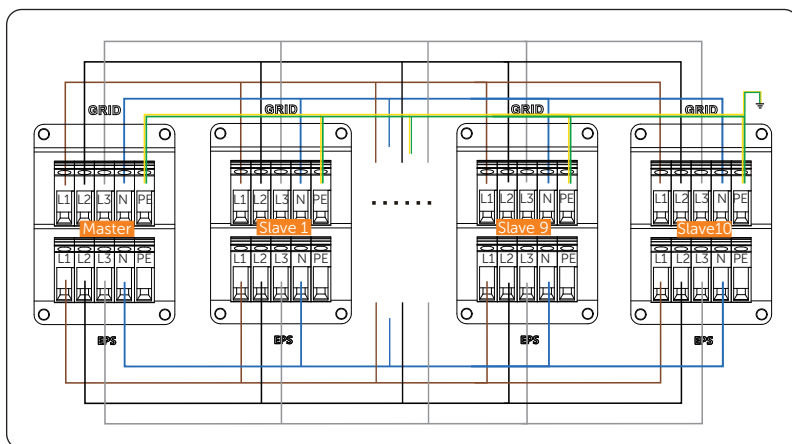 GRID GRID GRID GRID
L1 L2 L3 N PE L1 L2 L3 N PE L1 L2 L3 N PE L1 L2 L3 N PE
Master Slave 1 Slave 9 Slave10
L1 L2 L3 N PE L1 L2 L3 N PE L1 L2 L3 N PE L1 L2 L3 N PE
EPS EPS EPS EPS